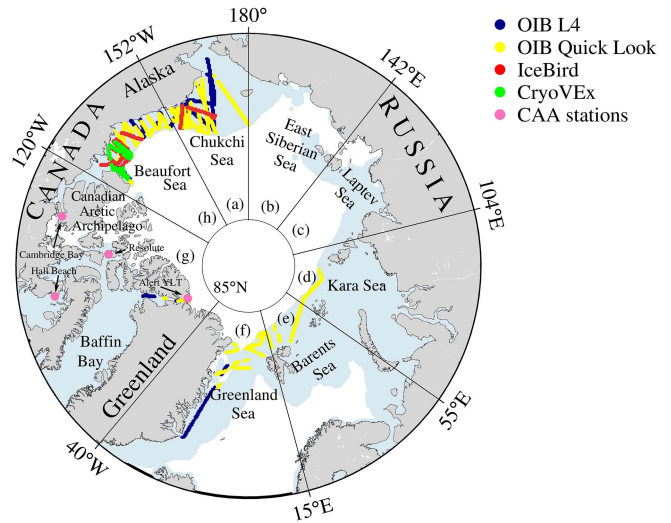 180°
152°W
142°E
Alaska
CANADA
RUSSIA
120°W
104°E
Chukchi
Sea
East
Siberian
Sea
Laptev
Sea
Beaufort
Sea
(a)
(b)
(h)
(c)
Canadian
Arctic
Archipelago
Cambridge Bay
Resolute
(g)
Hall Beach
Alert YLT
85°N
(d)
Kara Sea
(e)
(f)
Baffin
Bay
Greenland
Barents
Sea
Greenland
Sea
55°E
40°W
15°E
OIB L4
OIB Quick Look
IceBird
CryoVEx
CAA stations